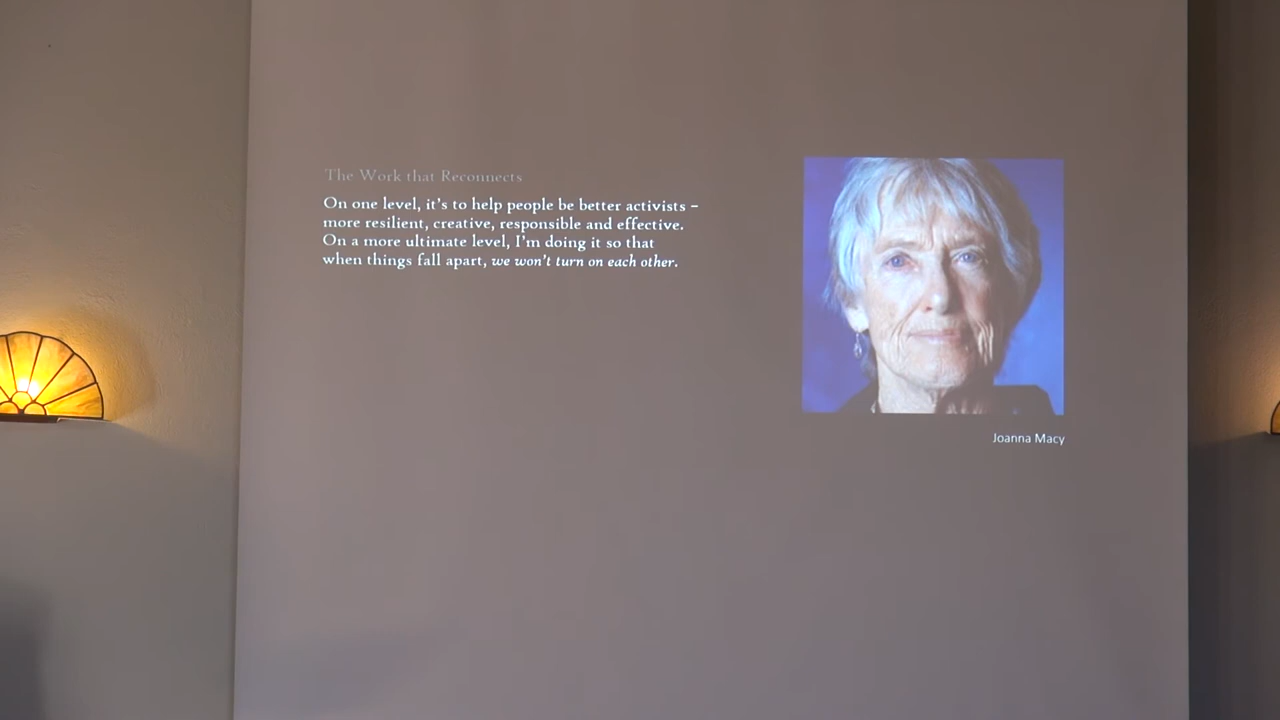 The Work that Reconnects
On one level, it's to help people be better activists –
more resilient, creative, responsible and effective.
On a more ultimate level, I'm doing it so that
when things fall apart, we won't turn on each other.
Joanna Macy